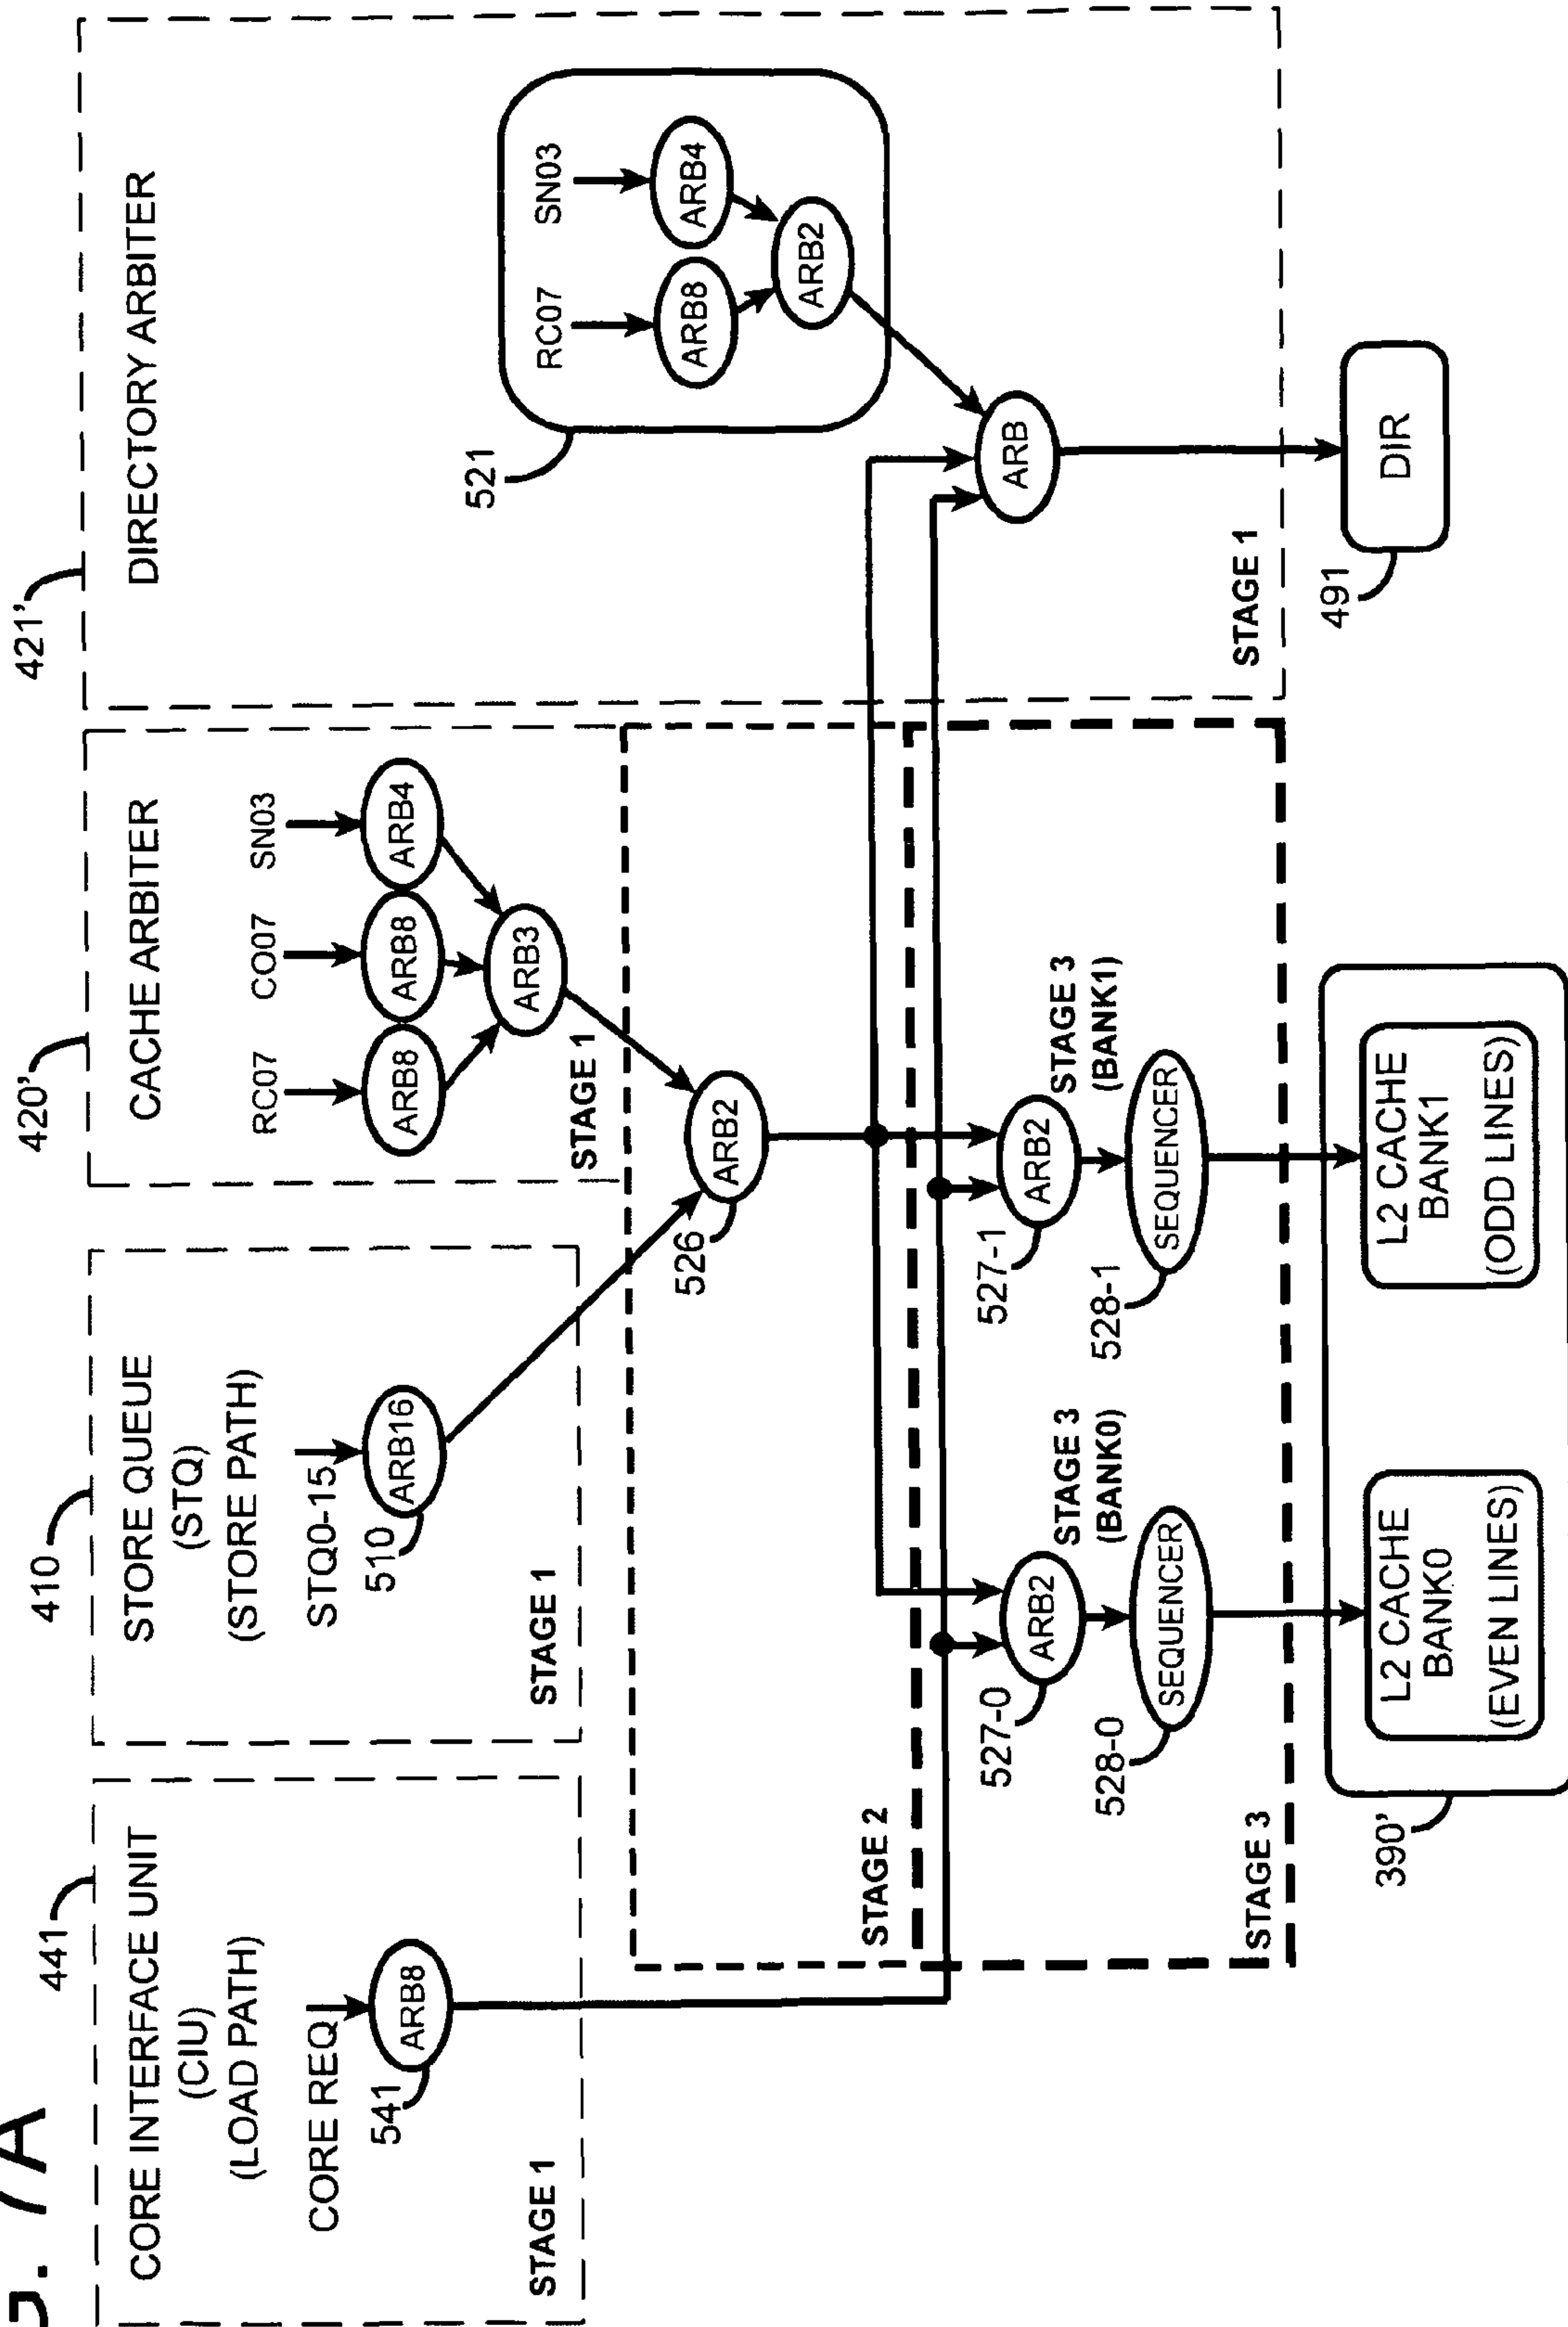 G. 7A
441
CORE INTERFACE UNIT
(CIU)
(LOAD PATH)
CORE REQ
ARB8
541
STAGE 1
410
STORE QUEUE
(STQ)
(STORE PATH)
STQ0-15
ARB16
510
STAGE 1
420'
CACHE ARBITER
RC07
CO07
SN03
ARB8
ARB8
ARB4
ARB3
STAGE 1
421'
DIRECTORY ARBITER
521
RC07
SN03
ARB8
ARB4
ARB2
ARB
STAGE 1
491
DIR
ARB2
526
STAGE 2
527-0
ARB2
STAGE 3
(BANK0)
528-0
SEQUENCER
527-1
ARB2
STAGE 3
(BANK1)
528-1
SEQUENCER
STAGE 3
390'
L2 CACHE
BANK0
(EVEN LINES)
L2 CACHE
BANK1
(ODD LINES)